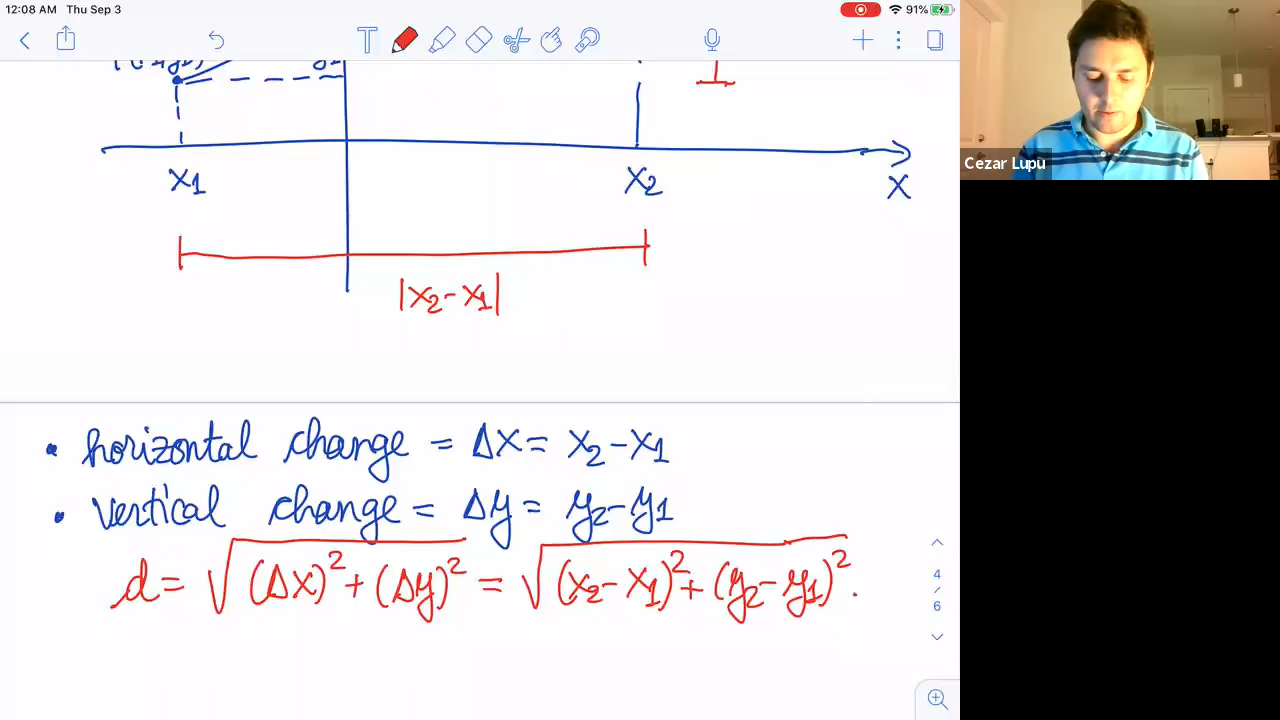 12:08 AM Thu Sep 3
91%
T
Cezar Lupu
y1
x1
x2
x
|x2-x1|
• horizontal change = Δx = x2-x1
• vertical change = Δy = y2-y1
d = √(Δx)²+(Δy)² = √(x2-x1)²+(y2-y1)².
4
/
6